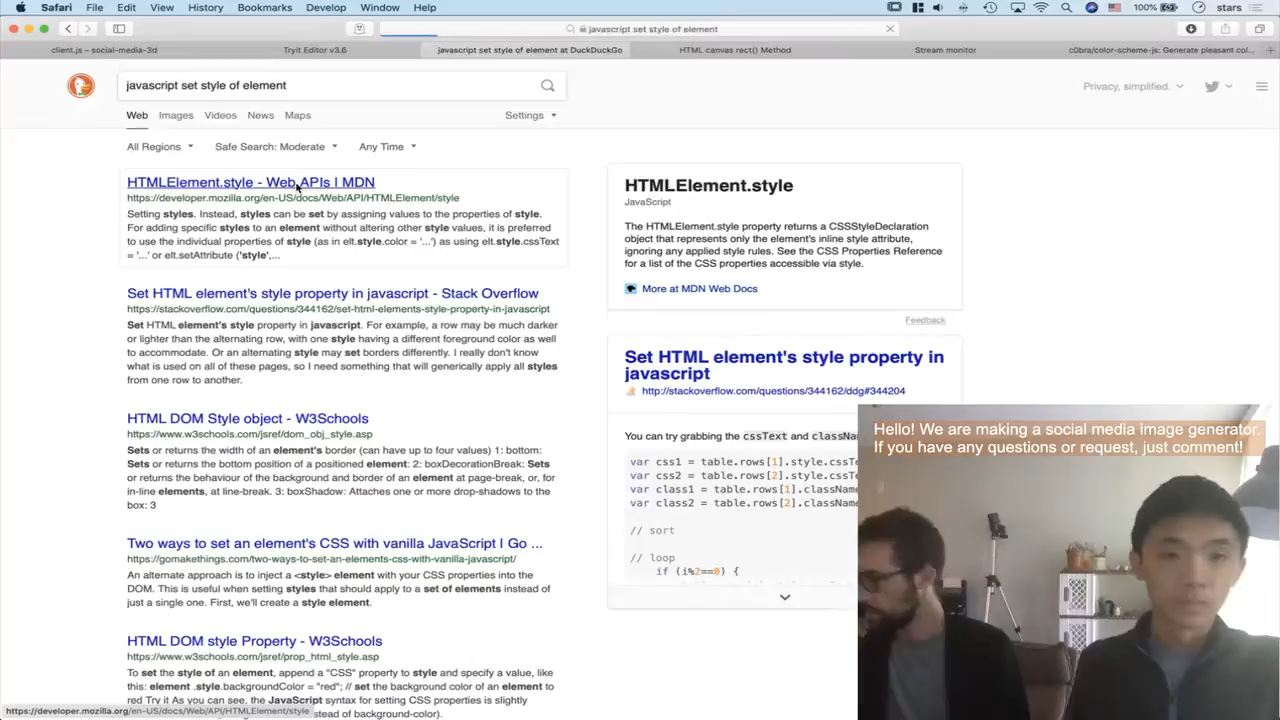 Safari File Edit View History Bookmarks Develop Window Help 100% stars
javascript set style of element
client.js – social-media-3d Tryit Editor v3.6 javascript set style of element at DuckDuckGo HTML canvas rect() Method Stream monitor c0bra/color-scheme-js: Generate pleasant col...
javascript set style of element
Privacy, simplified.
Web Images Videos News Maps Settings
All Regions Safe Search: Moderate Any Time
HTMLElement.style - Web APIs | MDN
https://developer.mozilla.org/en-US/docs/Web/API/HTMLElement/style
Setting styles. Instead, styles can be set by assigning values to the properties of style.
For adding specific styles to an element without altering other style values, it is preferred
to use the individual properties of style (as in elt.style.color = '...') as using elt.style.cssText
= '...' or elt.setAttribute ('style',...
Set HTML element's style property in javascript - Stack Overflow
https://stackoverflow.com/questions/344162/set-html-elements-style-property-in-javascript
Set HTML element's style property in javascript. For example, a row may be much darker
or lighter than the alternating row, with one style having a different foreground color as well
to accommodate. Or an alternating style may set borders differently. I really don't know
what is used on all of these pages, so I need something that will generically apply all styles
from one row to another.
HTML DOM Style object - W3Schools
https://www.w3schools.com/jsref/dom_obj_style.asp
Sets or returns the width of an element's border (can have up to four values) 1: bottom:
Sets or returns the bottom position of a positioned element: 2: boxDecorationBreak: Sets
or returns the behaviour of the background and border of an element at page-break, or, for
in-line elements, at line-break. 3: boxShadow: Attaches one or more drop-shadows to the
box: 3
Two ways to set an element's CSS with vanilla JavaScript | Go ...
https://gomakethings.com/two-ways-to-set-an-elements-css-with-vanilla-javascript/
An alternate approach is to inject a <style> element with your CSS properties into the
DOM. This is useful when setting styles that should apply to a set of elements instead of
just a single one. First, we'll create a style element.
HTML DOM style Property - W3Schools
https://www.w3schools.com/jsref/prop_html_style.asp
To set the style of an element, append a "CSS" property to style and specify a value, like
this: element .style.backgroundColor = "red"; // set the background color of an element to
red Try it As you can see, the JavaScript syntax for setting CSS properties is slightly
instead of background-color).
https://developer.mozilla.org/en-US/docs/Web/API/HTMLElement/style
HTMLElement.style
JavaScript
The HTMLElement.style property returns a CSSStyleDeclaration
object that represents only the element's inline style attribute,
ignoring any applied style rules. See the CSS Properties Reference
for a list of the CSS properties accessible via style.
More at MDN Web Docs
Feedback
Set HTML element's style property in
javascript
http://stackoverflow.com/questions/344162/ddg#344204
You can try grabbing the cssText and classNa
var css1 = table.rows[1].style.cssTe
var css2 = table.rows[2].style.cssTe
var class1 = table.rows[1].className
var class2 = table.rows[2].className
// sort
// loop
if (i%2==0) {
Hello! We are making a social media image generator.
If you have any questions or request, just comment!